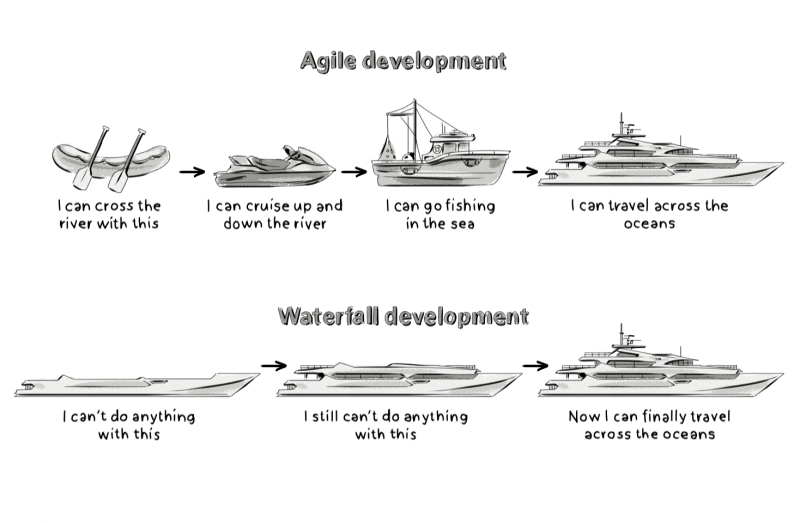 Agile development
I can cross the
river with this
I can cruise up and
down the river
I can go fishing
in the sea
I can travel across the
oceans
Waterfall development
I can't do anything
with this
I still can't do anything
with this
Now I can finally travel
across the oceans